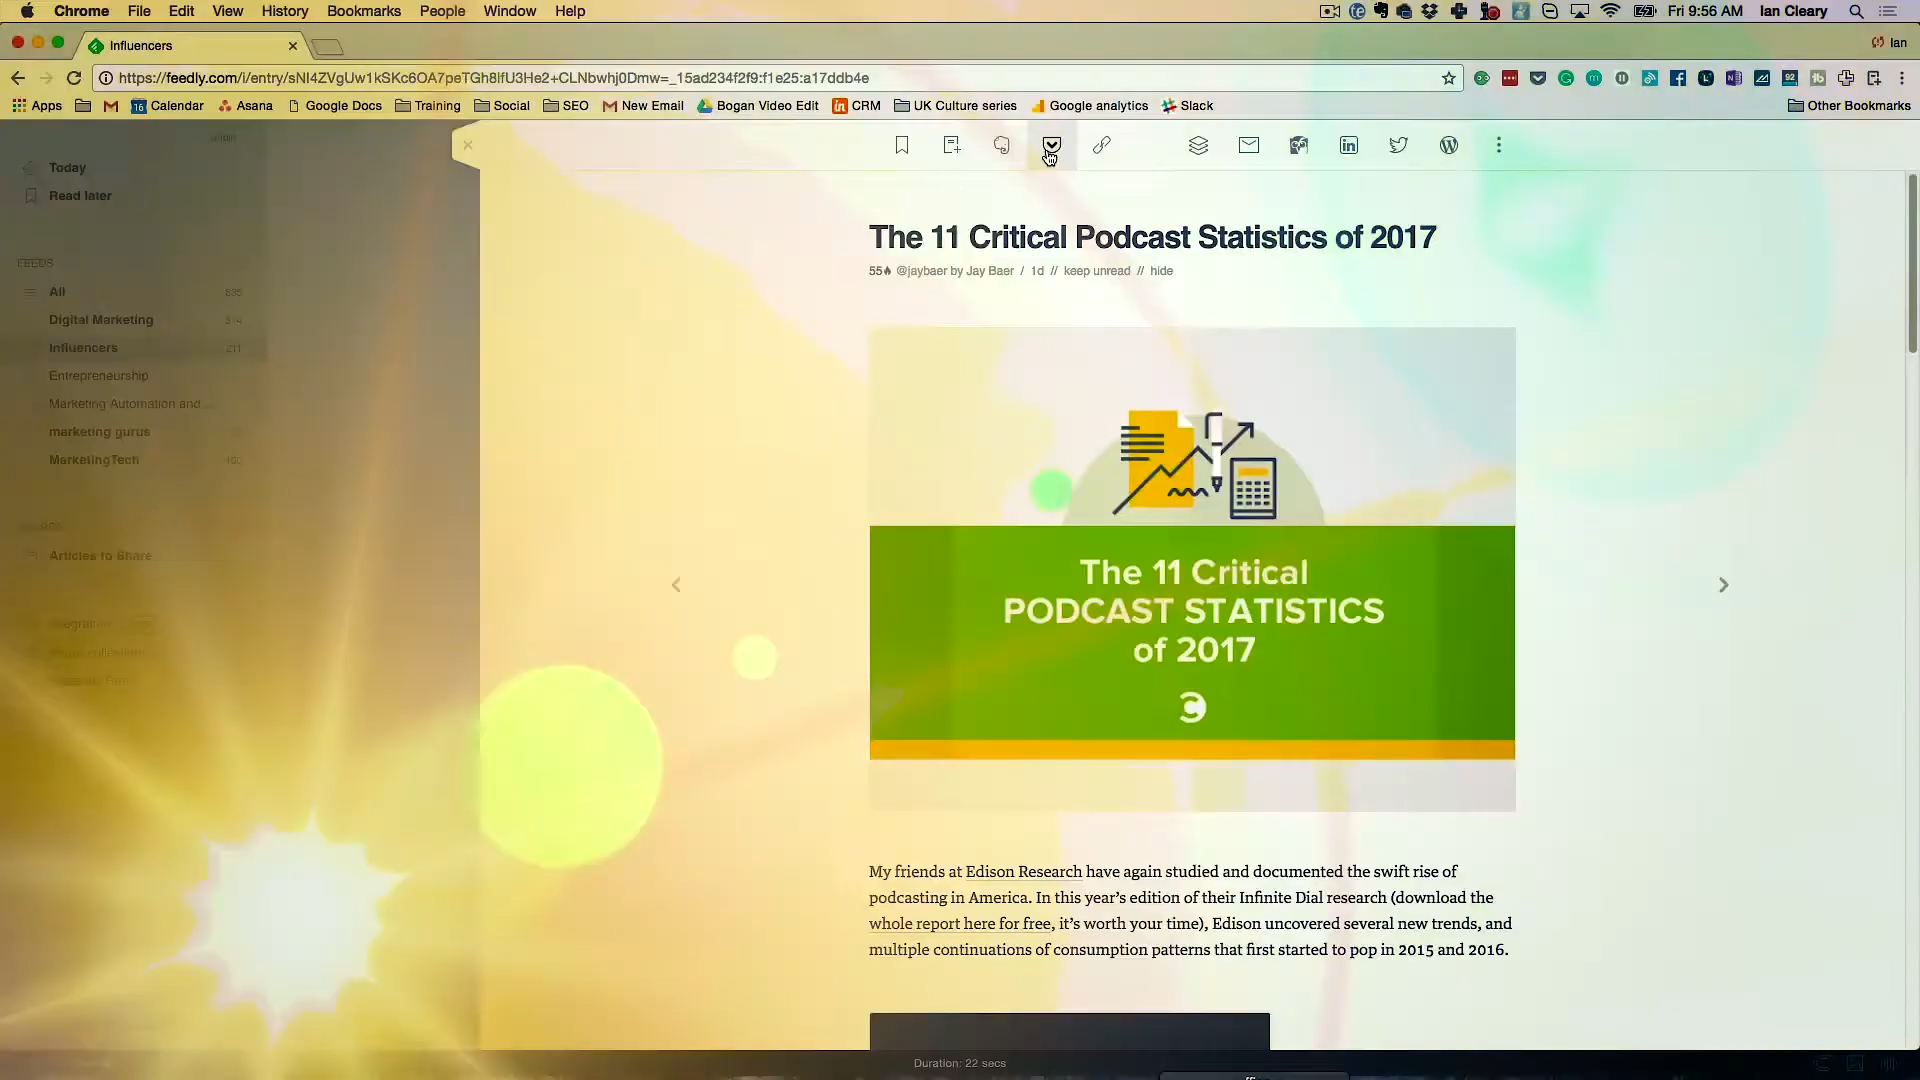 Chrome File Edit View History Bookmarks People Window Help
Fri 9:56 AM Ian Cleary
Influencers
Ian
https://feedly.com/i/entry/sNI4ZVgUw1kSKc6OA7peTGh8lfU3He2+CLNbwhj0Dmw=_15ad234f2f9:f1e25:a17ddb4e
Apps Calendar Asana Google Docs Training Social SEO New Email Bogan Video Edit CRM UK Culture series Google analytics Slack Other Bookmarks
Today
Read later
FEEDS
All
Digital Marketing
Influencers
Entrepreneurship
Marketing Automation and ...
marketing gurus
MarketingTech
Articles to Share
The 11 Critical Podcast Statistics of 2017
55 @jaybaer by Jay Baer / 1d // keep unread // hide
The 11 Critical
PODCAST STATISTICS
of 2017
My friends at Edison Research have again studied and documented the swift rise of
podcasting in America. In this year's edition of their Infinite Dial research (download the
whole report here for free, it's worth your time), Edison uncovered several new trends, and
multiple continuations of consumption patterns that first started to pop in 2015 and 2016.
Duration: 22 secs